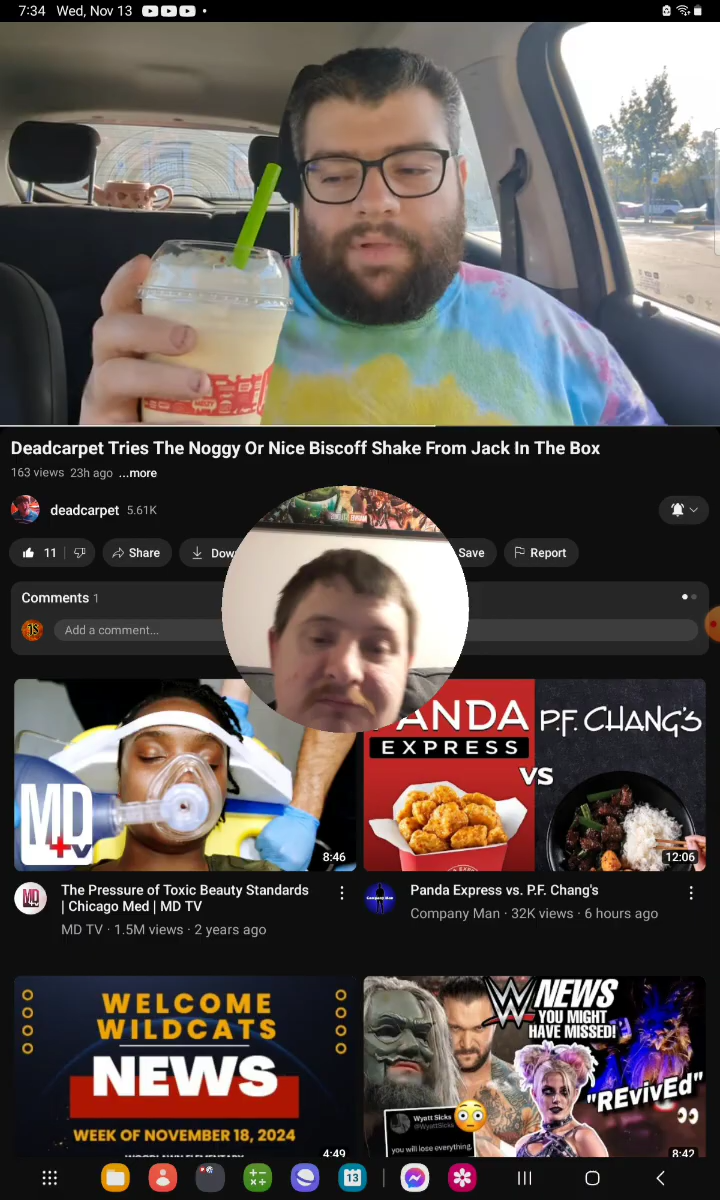 7:34 Wed, Nov 13
Deadcarpet Tries The Noggy Or Nice Biscoff Shake From Jack In The Box
163 views 23h ago ...more
deadcarpet 5.61K
11 Share Dow Save Report
Comments 1
Add a comment...
MD
TV
8:46
PANDA
EXPRESS
VS
P.F. CHANG'S
12:06
The Pressure of Toxic Beauty Standards
| Chicago Med | MD TV
MD TV · 1.5M views · 2 years ago
Panda Express vs. P.F. Chang's
Company Man · 32K views · 6 hours ago
WELCOME
WILDCATS
NEWS
WEEK OF NOVEMBER 18, 2024
WOODLAWN ELEMENTARY
4:49
W NEWS
YOU MIGHT
HAVE MISSED!
"REvivEd"
Wyatt Sicks
@WyattSicks
you will lose everything.
8:42
13